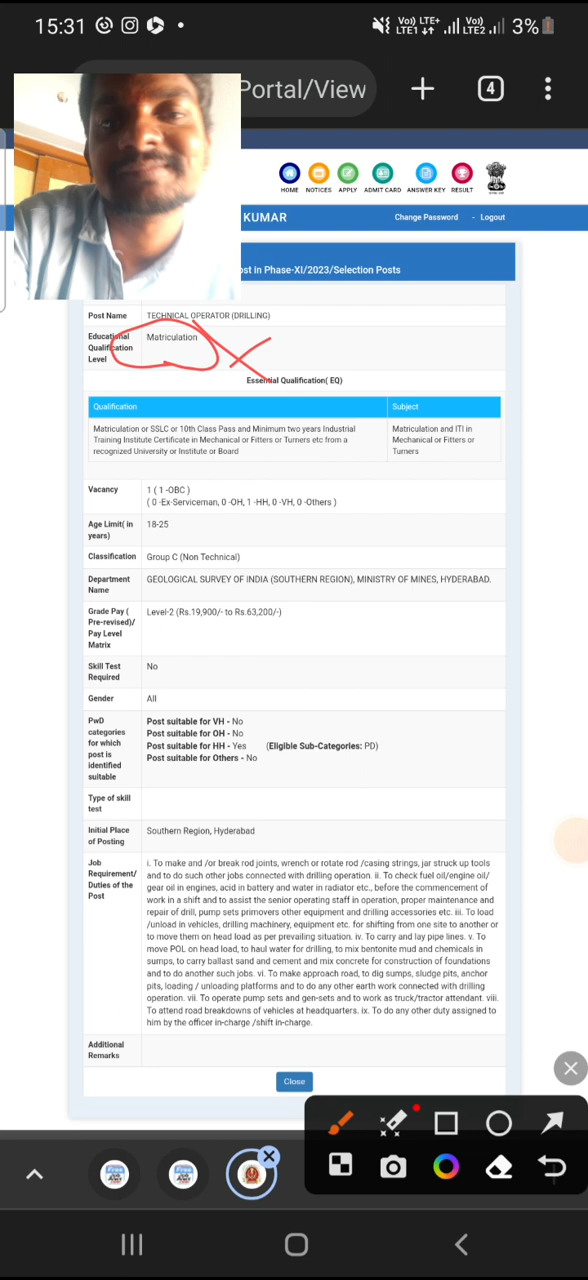 15:31 Vo)) LTE+ LTE1 Vo)) LTE2 3%
Portal/View
4
HOME NOTICES APPLY ADMIT CARD ANSWER KEY RESULT
KUMAR Change Password - Logout
st in Phase-XI/2023/Selection Posts
Post Name TECHNICAL OPERATOR (DRILLING)
Educational Qualification Level Matriculation
Essential Qualification( EQ)
Qualification Subject
Matriculation or SSLC or 10th Class Pass and Minimum two years Industrial Matriculation and ITI in
Training Institute Certificate in Mechanical or Fitters or Turners etc from a Mechanical or Fitters or
recognized University or Institute or Board Turners
Vacancy 1 ( 1 -OBC )
( 0 -Ex-Serviceman, 0 -OH, 1 -HH, 0 -VH, 0 -Others )
Age Limit( in years) 18-25
Classification Group C (Non Technical)
Department Name GEOLOGICAL SURVEY OF INDIA (SOUTHERN REGION), MINISTRY OF MINES, HYDERABAD.
Grade Pay ( Pre-revised)/ Pay Level Matrix Level-2 (Rs.19,900/- to Rs.63,200/-)
Skill Test Required No
Gender All
PwD categories for which post is identified suitable
Post suitable for VH - No
Post suitable for OH - No
Post suitable for HH - Yes (Eligible Sub-Categories: PD)
Post suitable for Others - No
Type of skill test
Initial Place of Posting Southern Region, Hyderabad
Job Requirement/ Duties of the Post
i. To make and /or break rod joints, wrench or rotate rod /casing strings, jar struck up tools
and to do such other jobs connected with drilling operation. ii. To check fuel oil/engine oil/
gear oil in engines, acid in battery and water in radiator etc., before the commencement of
work in a shift and to assist the senior operating staff in operation, proper maintenance and
repair of drill, pump sets primovers other equipment and drilling accessories etc. iii. To load
/unload in vehicles, drilling machinery, equipment etc. for shifting from one site to another or
to move them on head load as per prevailing situation. iv. To carry and lay pipe lines. v. To
move POL on head load, to haul water for drilling, to mix bentonite mud and chemicals in
sumps, to carry ballast sand and cement and mix concrete for construction of foundations
and to do another such jobs. vi. To make approach road, to dig sumps, sludge pits, anchor
pits, loading / unloading platforms and to do any other earth work connected with drilling
operation. vii. To operate pump sets and gen-sets and to work as truck/tractor attendant. viii.
To attend road breakdowns of vehicles at headquarters. ix. To do any other duty assigned to
him by the officer in-charge /shift in-charge.
Additional Remarks
Close